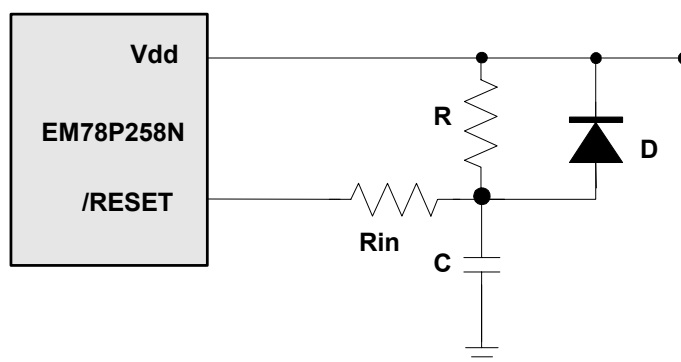 Vdd
R
EM78P258N
D
/RESET
Rin
C